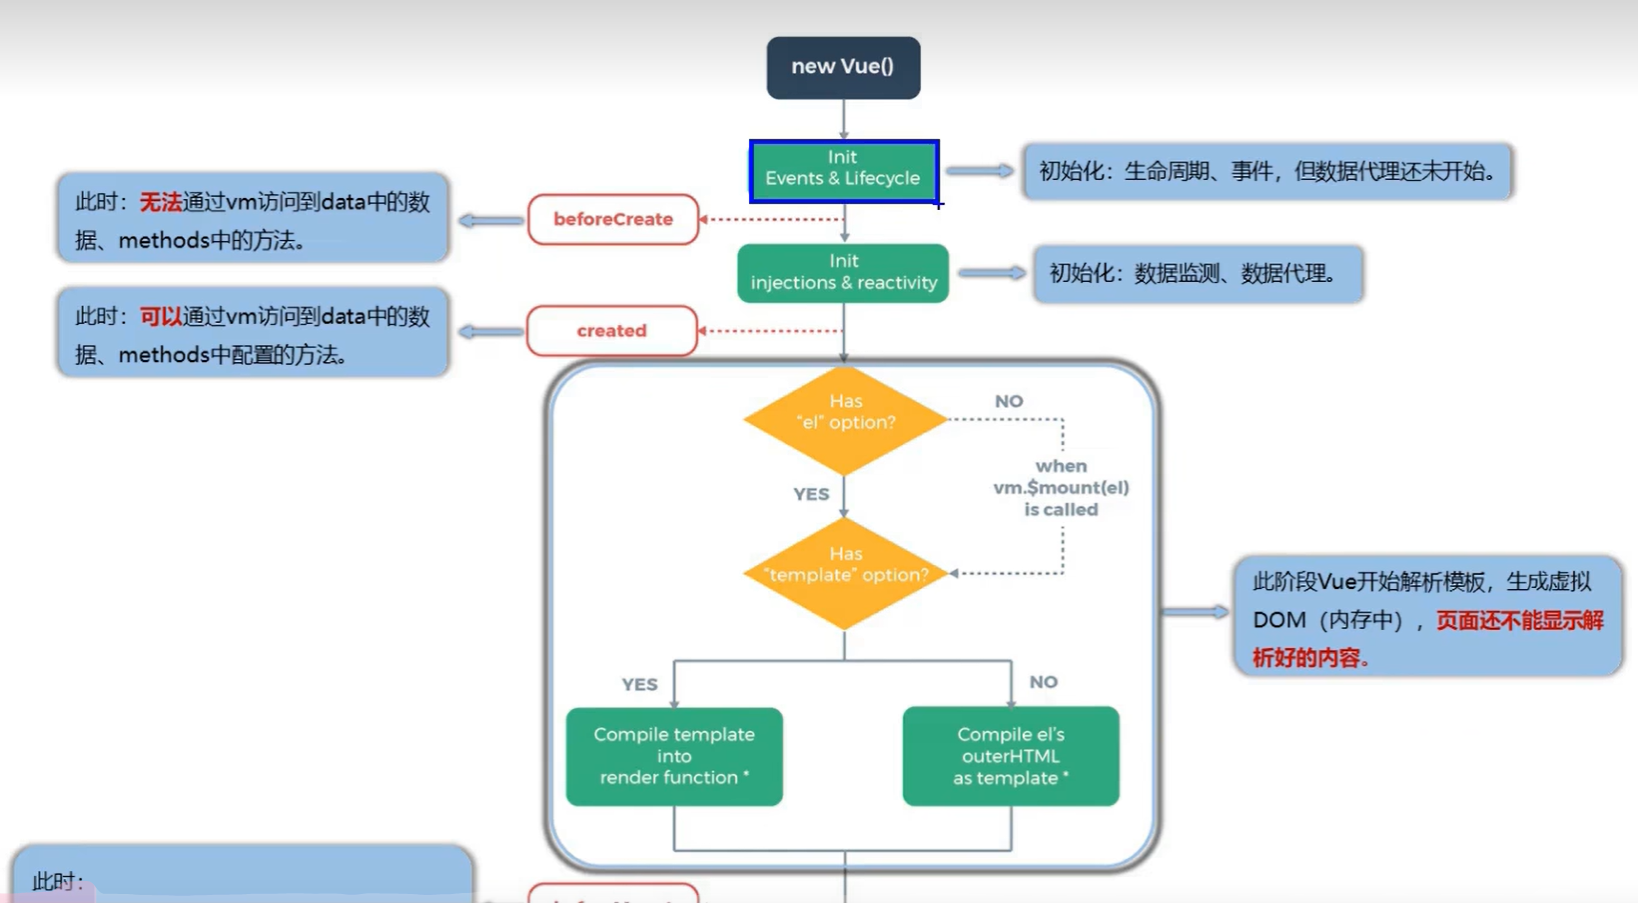 new Vue()
Init
Events & Lifecycle
初始化：生命周期、事件，但数据代理还未开始。
此时：无法通过vm访问到data中的数
据、methods中的方法。
beforeCreate
Init
injections & reactivity
初始化：数据监测、数据代理。
此时：可以通过vm访问到data中的数
据、methods中配置的方法。
created
Has
“el” option?
NO
when
vm.$mount(el)
is called
YES
Has
“template” option?
此阶段Vue开始解析模板，生成虚拟
DOM（内存中），页面还不能显示解
析好的内容。
YES
NO
Compile template
into
render function *
Compile el’s
outerHTML
as template *
此时：